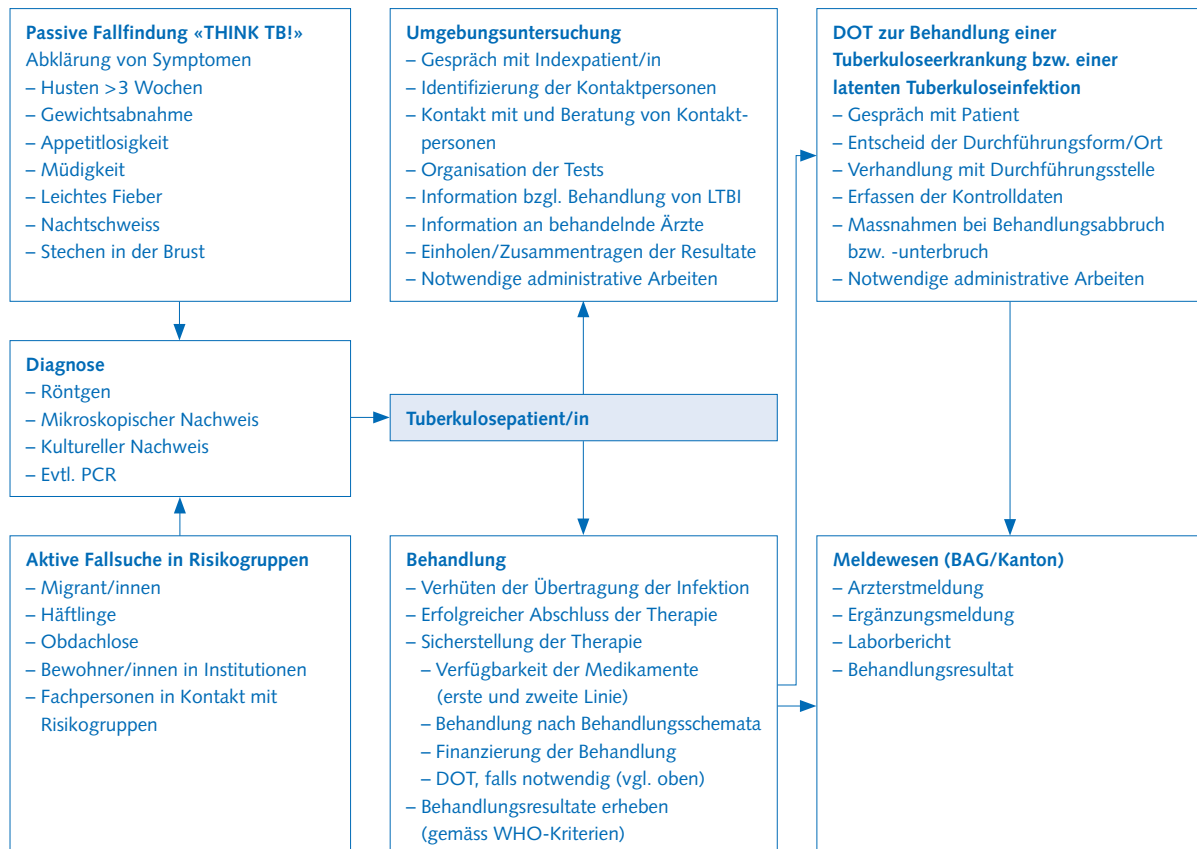 Passive Fallfindung «THINK TB!»
Abklärung von Symptomen
– Husten >3 Wochen
– Gewichtsabnahme
– Appetitlosigkeit
– Müdigkeit
– Leichtes Fieber
– Nachtschweiss
– Stechen in der Brust
Diagnose
– Röntgen
– Mikroskopischer Nachweis
– Kultureller Nachweis
– Evtl. PCR
Aktive Fallsuche in Risikogruppen
– Migrant/innen
– Häftlinge
– Obdachlose
– Bewohner/innen in Institutionen
– Fachpersonen in Kontakt mit
Risikogruppen
Umgebungsuntersuchung
– Gespräch mit Indexpatient/in
– Identifizierung der Kontaktpersonen
– Kontakt mit und Beratung von Kontakt-
personen
– Organisation der Tests
– Information bzgl. Behandlung von LTBI
– Information an behandelnde Ärzte
– Einholen/Zusammentragen der Resultate
– Notwendige administrative Arbeiten
Tuberkulosepatient/in
Behandlung
– Verhüten der Übertragung der Infektion
– Erfolgreicher Abschluss der Therapie
– Sicherstellung der Therapie
– Verfügbarkeit der Medikamente
(erste und zweite Linie)
– Behandlung nach Behandlungsschemata
– Finanzierung der Behandlung
– DOT, falls notwendig (vgl. oben)
– Behandlungsresultate erheben
(gemäss WHO-Kriterien)
DOT zur Behandlung einer
Tuberkuloseerkrankung bzw. einer
latenten Tuberkuloseinfektion
– Gespräch mit Patient
– Entscheid der Durchführungsform/Ort
– Verhandlung mit Durchführungsstelle
– Erfassen der Kontrolldaten
– Massnahmen bei Behandlungsabbruch
bzw. -unterbruch
– Notwendige administrative Arbeiten
Meldewesen (BAG/Kanton)
– Arzterstmeldung
– Ergänzungsmeldung
– Laborbericht
– Behandlungsresultat